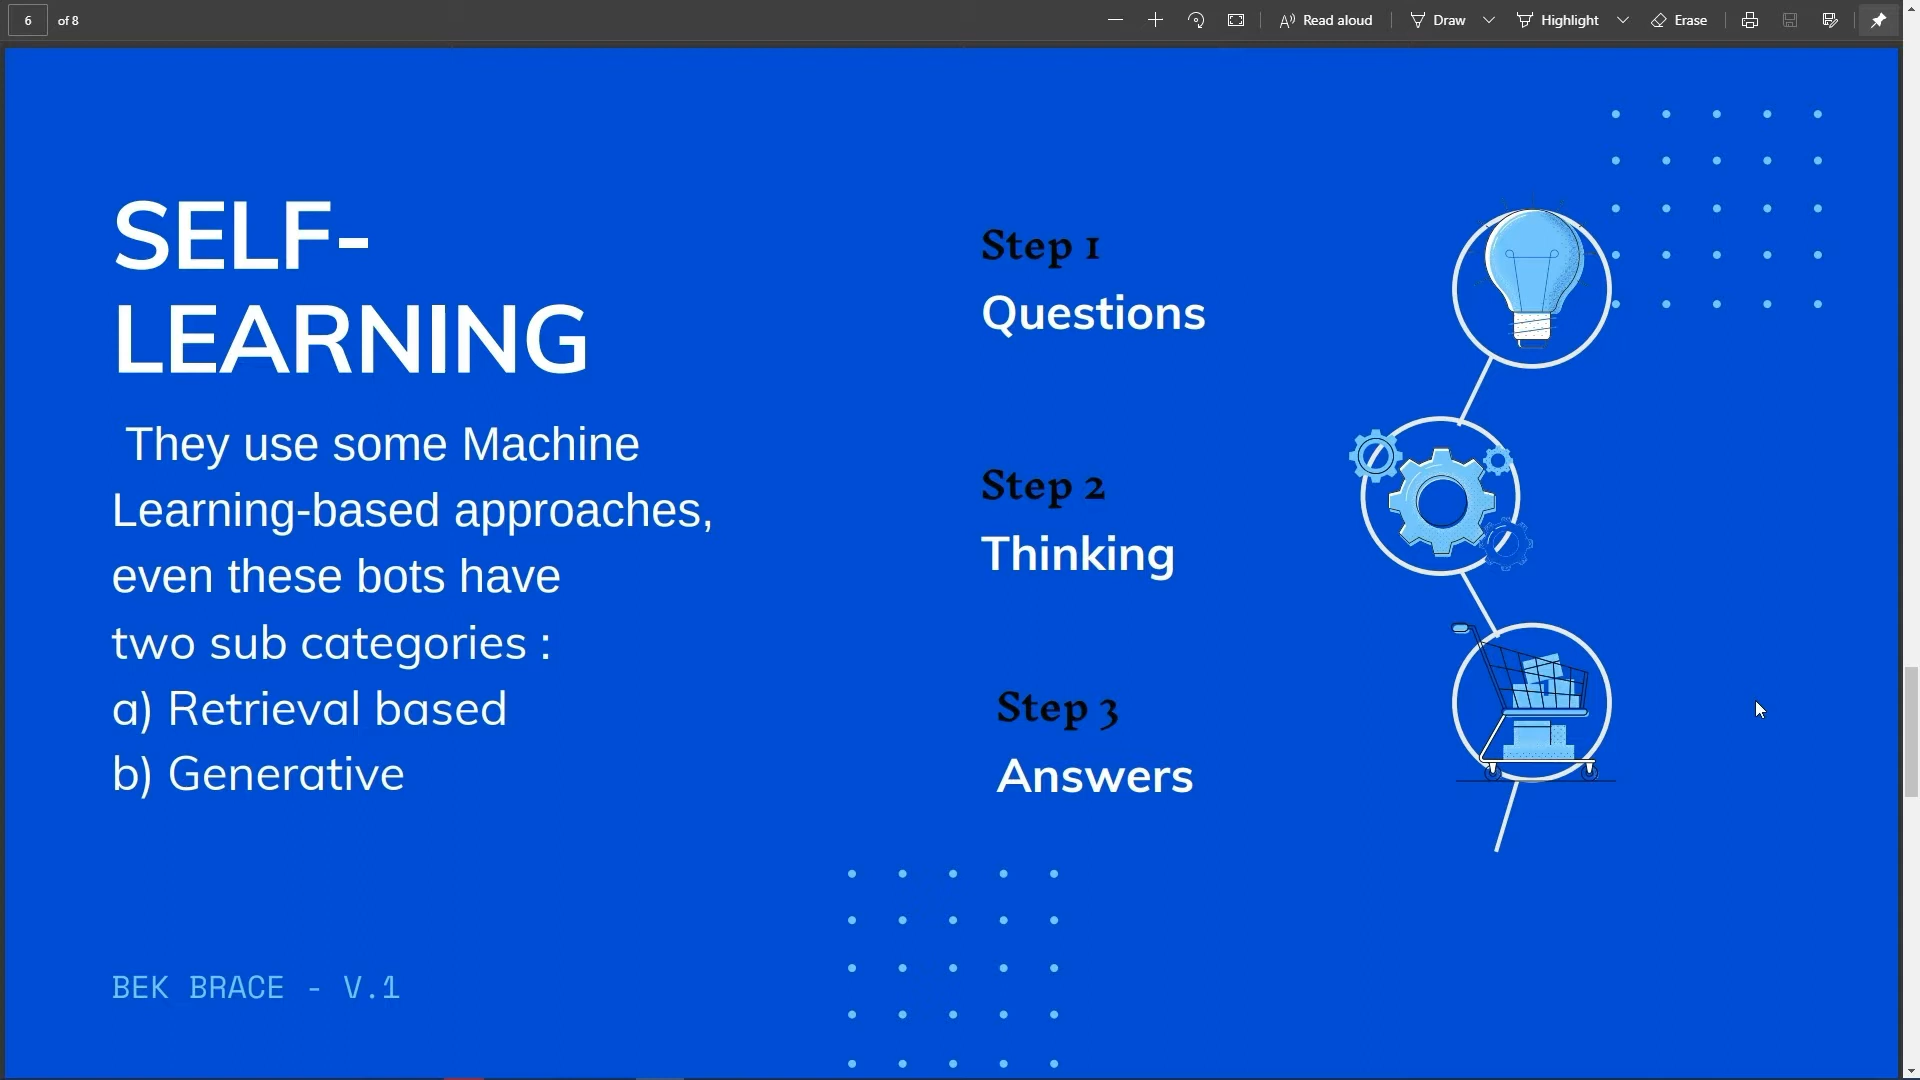 6 of 8
Read aloud
Draw
Highlight
Erase
SELF-
LEARNING
They use some Machine
Learning-based approaches,
even these bots have
two sub categories :
a) Retrieval based
b) Generative
Step 1
Questions
Step 2
Thinking
Step 3
Answers
BEK BRACE - V.1